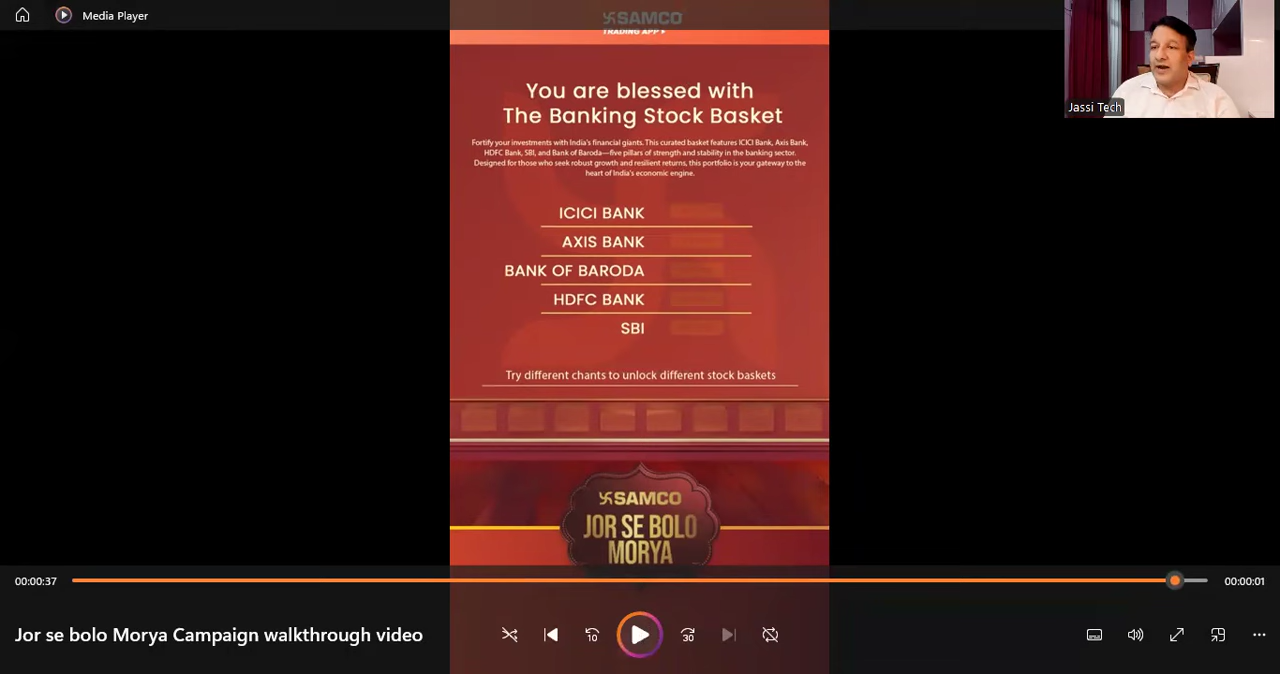 Media Player
SAMCO
TRADING APP
Jassi Tech
You are blessed with
The Banking Stock Basket
Fortify your investments with India's financial giants. This curated basket features ICICI Bank, Axis Bank,
HDFC Bank, SBI, and Bank of Baroda—five pillars of strength and stability in the banking sector.
Designed for those who seek robust growth and resilient returns, this portfolio is your gateway to the
heart of India's economic engine.
ICICI BANK
AXIS BANK
BANK OF BARODA
HDFC BANK
SBI
Try different chants to unlock different stock baskets
SAMCO
JOR SE BOLO
MORYA
00:00:37
00:00:01
Jor se bolo Morya Campaign walkthrough video
10
30